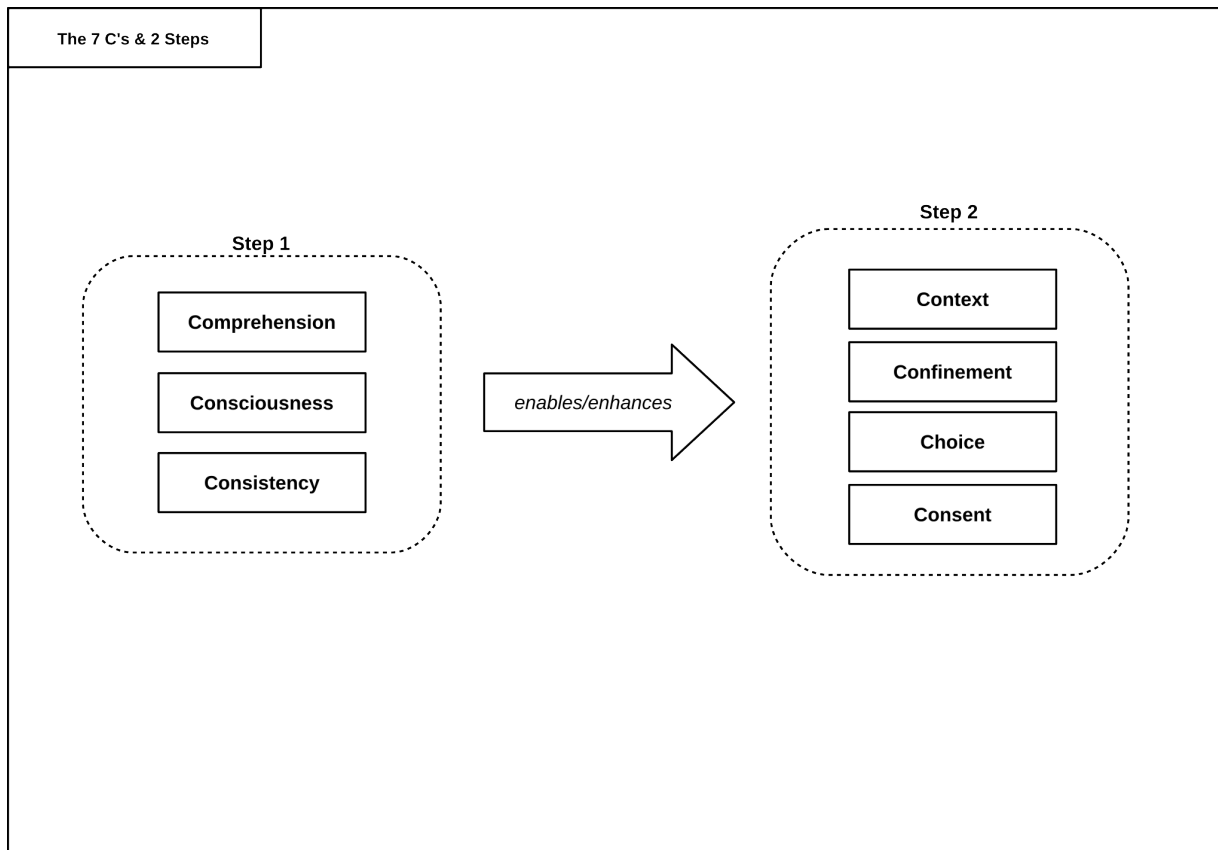 The 7 C's & 2 Steps
Step 1
Comprehension
Consciousness
Consistency
enables/enhances
Step 2
Context
Confinement
Choice
Consent